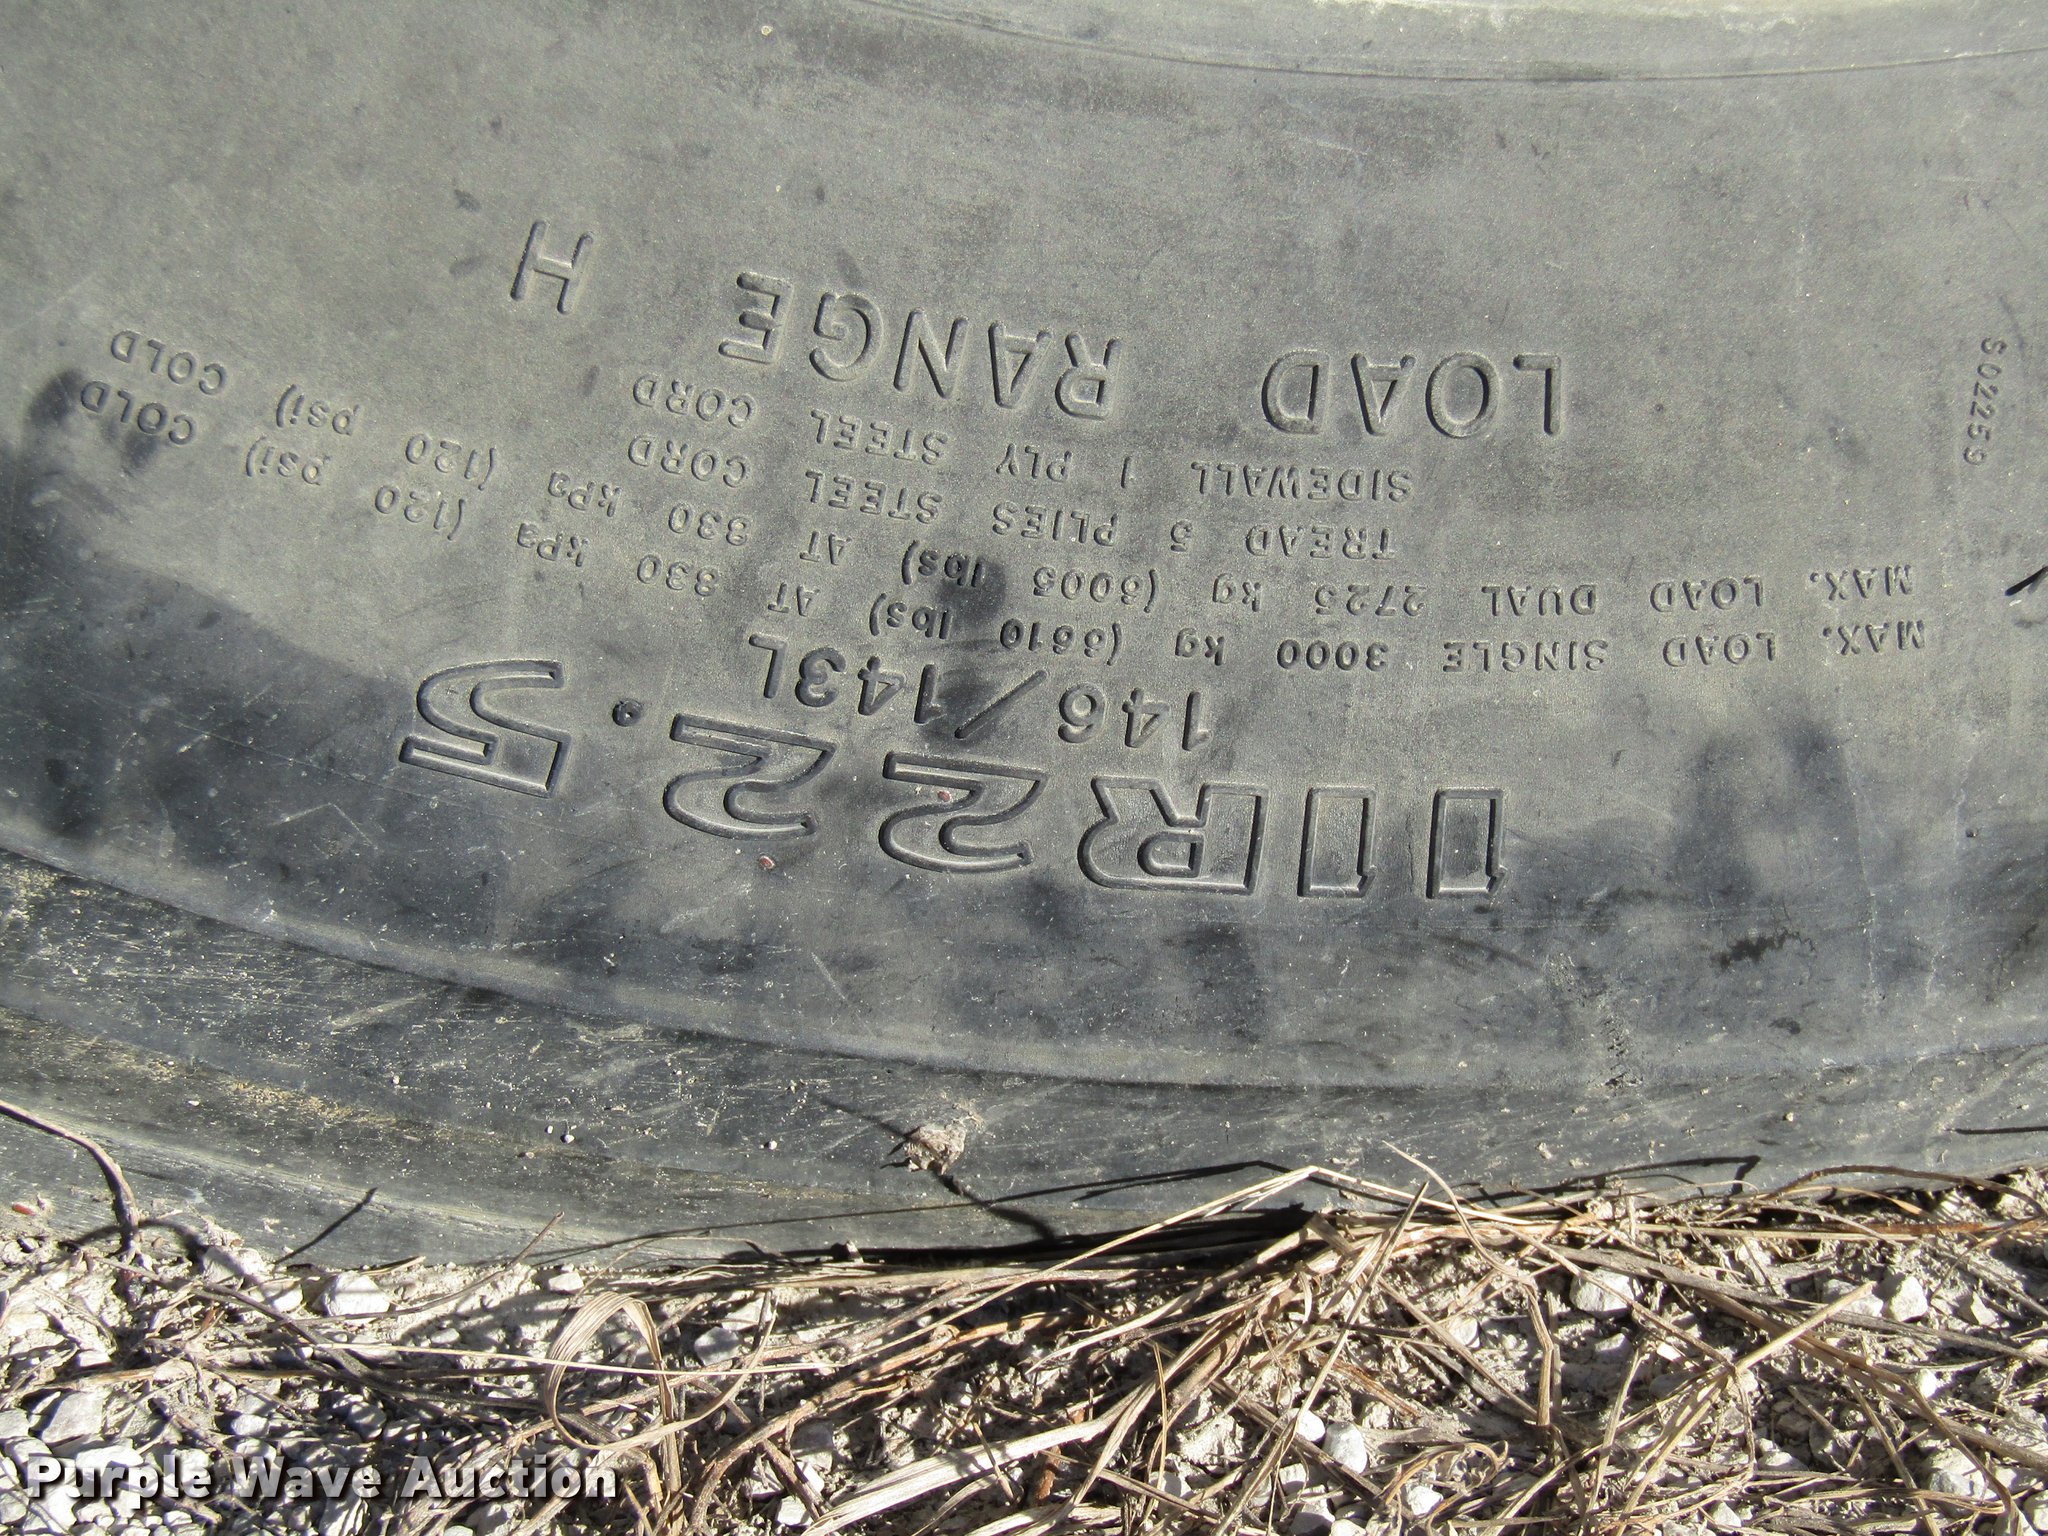 11R22.5
146/143L
MAX. LOAD SINGLE 3000 kg (6610 lbs) AT 830 kPa (120 psi) COLD
MAX. LOAD DUAL 2725 kg (6005 lbs) AT 830 kPa (120 psi) COLD
TREAD 5 PLIES STEEL CORD
SIDEWALL 1 PLY STEEL CORD
LOAD RANGE H
S022259
Purple Wave Auction